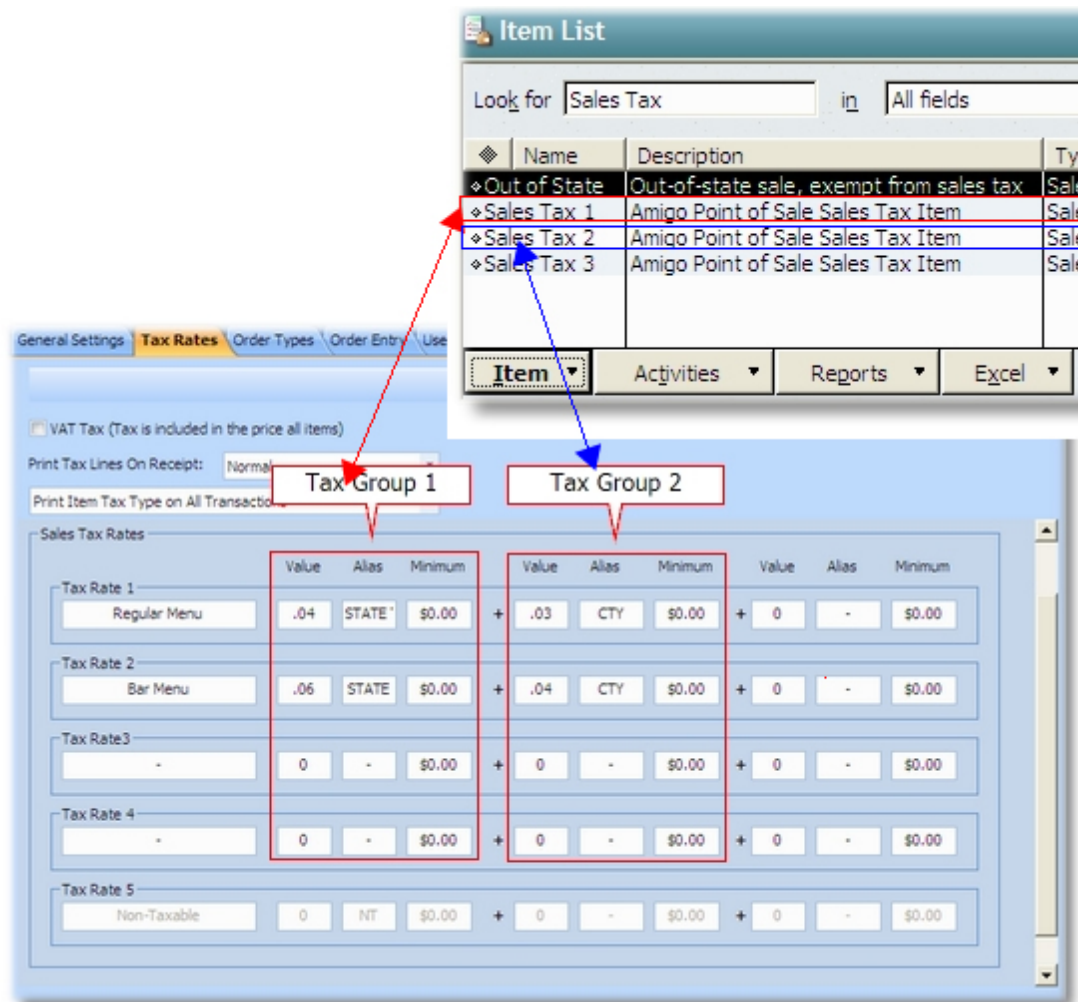 Item List
Look for Sales Tax in All fields
Name Description
Out of State Out-of-state sale, exempt from sales tax
Sales Tax 1 Amigo Point of Sale Sales Tax Item
Sales Tax 2 Amigo Point of Sale Sales Tax Item
Sales Tax 3 Amigo Point of Sale Sales Tax Item
Item Activities Reports Excel
General Settings Tax Rates Order Types Order Entry
VAT Tax (Tax is included in the price all items)
Print Tax Lines On Receipt: Normal
Tax Group 1 Tax Group 2
Print Item Tax Type on All Transactions
Sales Tax Rates
Value Alias Minimum Value Alias Minimum Value Alias Minimum
Tax Rate 1
Regular Menu .04 STATE $0.00 + .03 CTY $0.00 + 0 - $0.00
Tax Rate 2
Bar Menu .06 STATE $0.00 + .04 CTY $0.00 + 0 - $0.00
Tax Rate3
- 0 - $0.00 + 0 - $0.00 + 0 - $0.00
Tax Rate 4
- 0 - $0.00 + 0 - $0.00 + 0 - $0.00
Tax Rate 5
Non-Taxable 0 NT $0.00 + 0 - $0.00 + 0 - $0.00